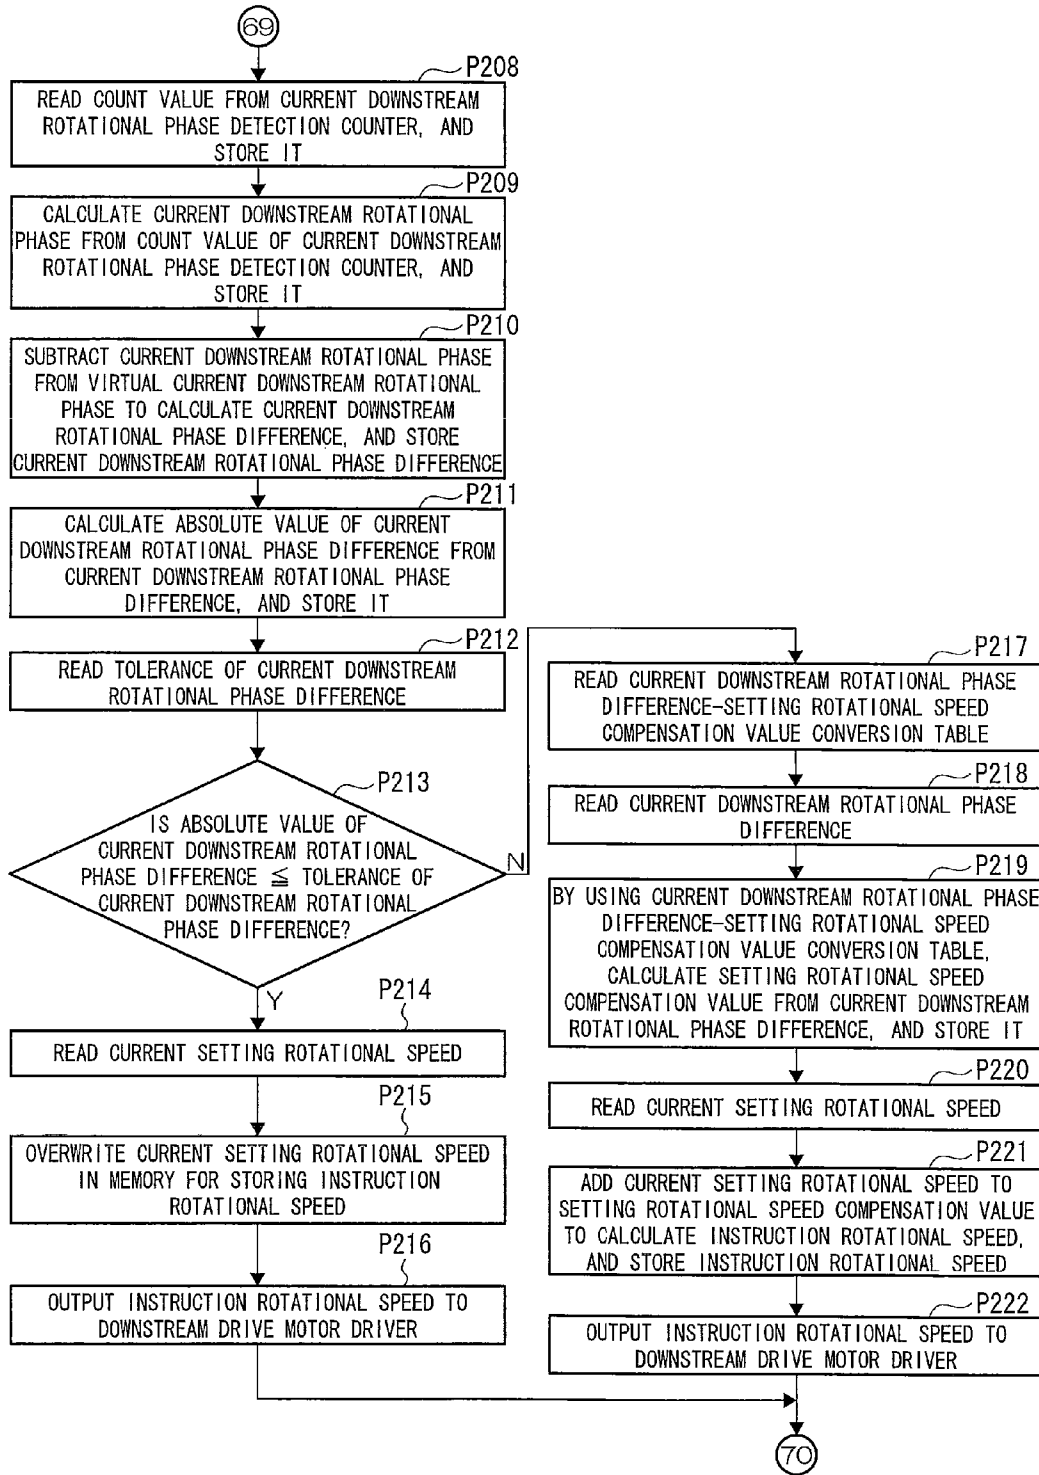 69
P208
READ COUNT VALUE FROM CURRENT DOWNSTREAM
ROTATIONAL PHASE DETECTION COUNTER, AND
STORE IT
P209
CALCULATE CURRENT DOWNSTREAM ROTATIONAL
PHASE FROM COUNT VALUE OF CURRENT DOWNSTREAM
ROTATIONAL PHASE DETECTION COUNTER, AND
STORE IT
P210
SUBTRACT CURRENT DOWNSTREAM ROTATIONAL PHASE
FROM VIRTUAL CURRENT DOWNSTREAM ROTATIONAL
PHASE TO CALCULATE CURRENT DOWNSTREAM
ROTATIONAL PHASE DIFFERENCE, AND STORE
CURRENT DOWNSTREAM ROTATIONAL PHASE DIFFERENCE
P211
CALCULATE ABSOLUTE VALUE OF CURRENT
DOWNSTREAM ROTATIONAL PHASE DIFFERENCE FROM
CURRENT DOWNSTREAM ROTATIONAL PHASE
DIFFERENCE, AND STORE IT
P212
READ TOLERANCE OF CURRENT DOWNSTREAM
ROTATIONAL PHASE DIFFERENCE
P213
IS ABSOLUTE VALUE OF
CURRENT DOWNSTREAM ROTATIONAL
PHASE DIFFERENCE ≦ TOLERANCE OF
CURRENT DOWNSTREAM ROTATIONAL
PHASE DIFFERENCE?
N
Y
P214
READ CURRENT SETTING ROTATIONAL SPEED
P215
OVERWRITE CURRENT SETTING ROTATIONAL SPEED
IN MEMORY FOR STORING INSTRUCTION
ROTATIONAL SPEED
P216
OUTPUT INSTRUCTION ROTATIONAL SPEED TO
DOWNSTREAM DRIVE MOTOR DRIVER
P217
READ CURRENT DOWNSTREAM ROTATIONAL PHASE
DIFFERENCE-SETTING ROTATIONAL SPEED
COMPENSATION VALUE CONVERSION TABLE
P218
READ CURRENT DOWNSTREAM ROTATIONAL PHASE
DIFFERENCE
P219
BY USING CURRENT DOWNSTREAM ROTATIONAL PHASE
DIFFERENCE-SETTING ROTATIONAL SPEED
COMPENSATION VALUE CONVERSION TABLE,
CALCULATE SETTING ROTATIONAL SPEED
COMPENSATION VALUE FROM CURRENT DOWNSTREAM
ROTATIONAL PHASE DIFFERENCE, AND STORE IT
P220
READ CURRENT SETTING ROTATIONAL SPEED
P221
ADD CURRENT SETTING ROTATIONAL SPEED TO
SETTING ROTATIONAL SPEED COMPENSATION VALUE
TO CALCULATE INSTRUCTION ROTATIONAL SPEED,
AND STORE INSTRUCTION ROTATIONAL SPEED
P222
OUTPUT INSTRUCTION ROTATIONAL SPEED TO
DOWNSTREAM DRIVE MOTOR DRIVER
70